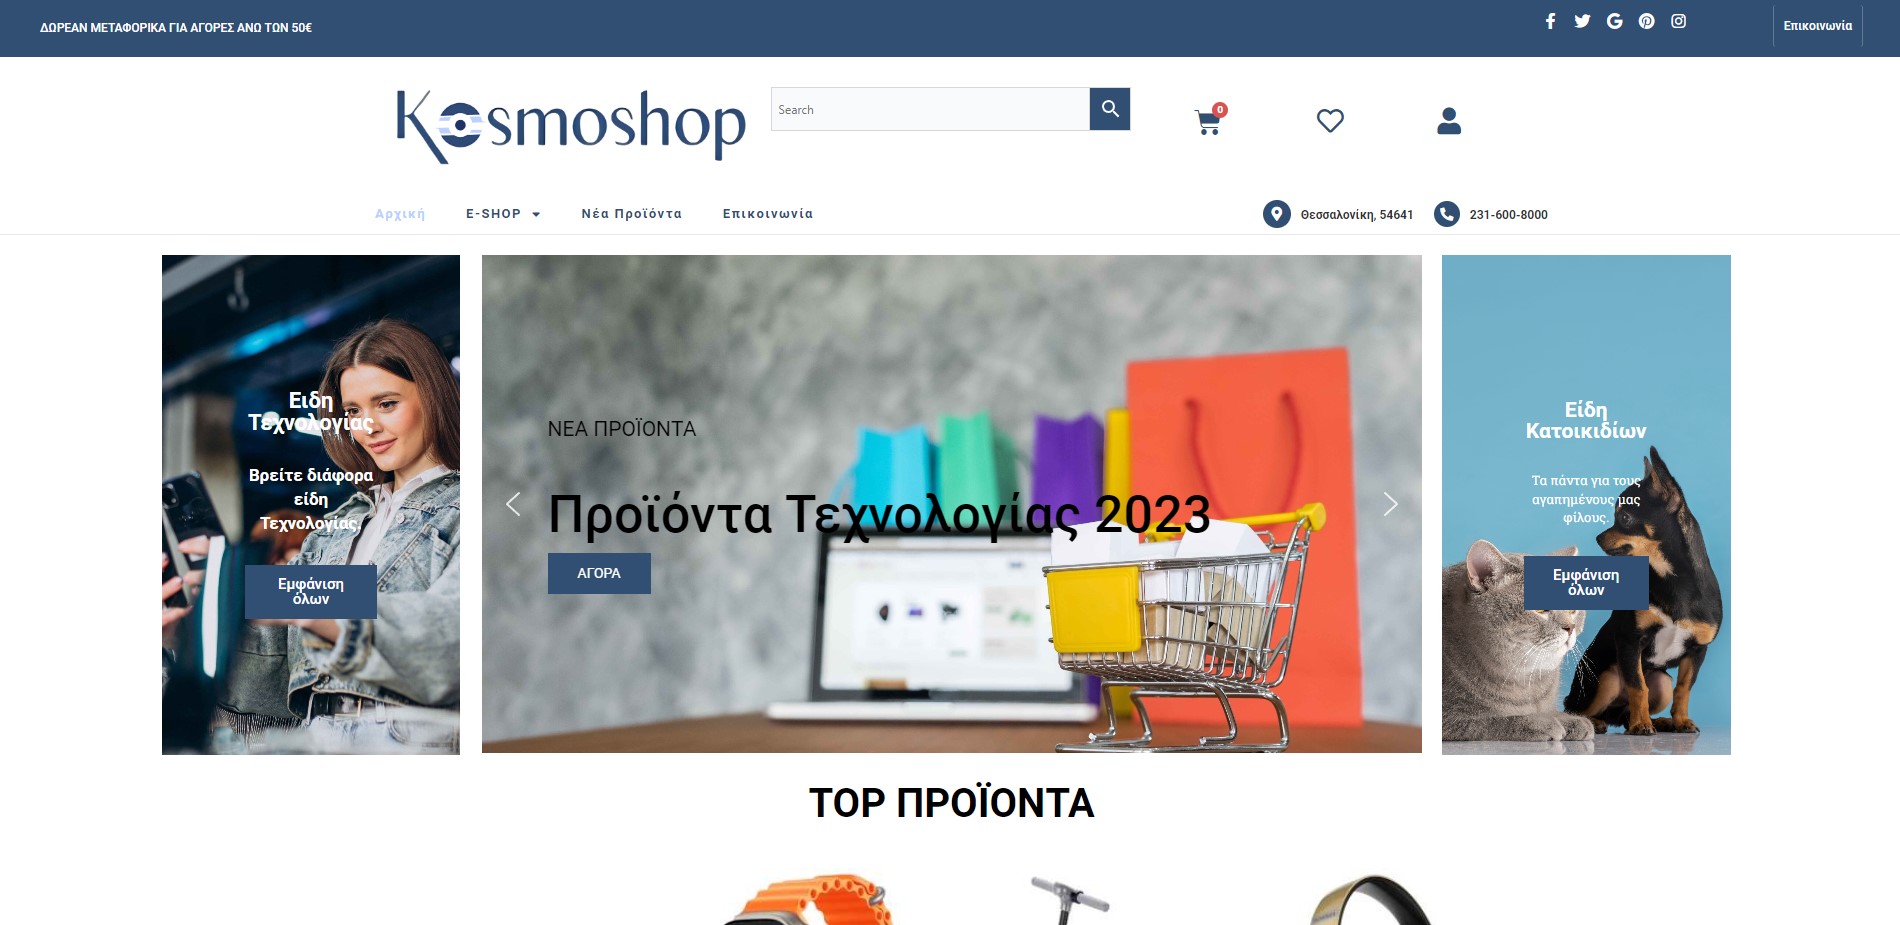 ΔΩΡΕΑΝ ΜΕΤΑΦΟΡΙΚΑ ΓΙΑ ΑΓΟΡΕΣ ΑΝΩ ΤΩΝ 50€
Επικοινωνία
Kosmoshop
Search
0
Αρχική
E-SHOP
Νέα Προϊόντα
Επικοινωνία
Θεσσαλονίκη, 54641
231-600-8000
Ειδη
Τεχνολογίας
Βρείτε διάφορα
είδη
Τεχνολογίας.
Εμφάνιση
όλων
ΝΕΑ ΠΡΟΪΟΝΤΑ
Προϊόντα Τεχνολογίας 2023
ΑΓΟΡΑ
Είδη
Κατοικιδίων
Τα πάντα για τους
αγαπημένους μας
φίλους.
Εμφάνιση
όλων
TOP ΠΡΟΪΟΝΤΑ